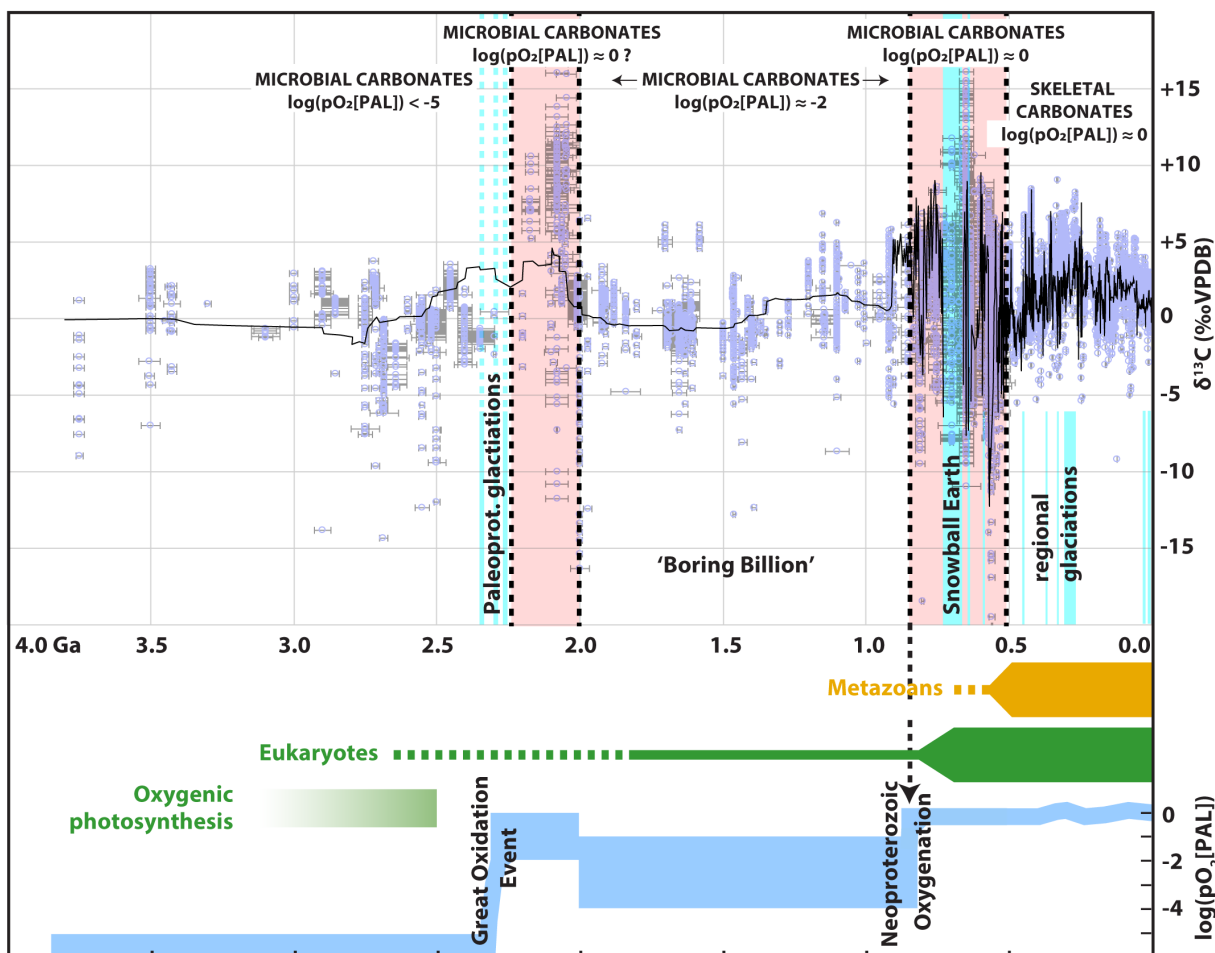 MICROBIAL CARBONATES
log(pO₂[PAL]) ≈ 0 ?
MICROBIAL CARBONATES
log(pO₂[PAL]) ≈ 0
MICROBIAL CARBONATES
log(pO₂[PAL]) < -5
← MICROBIAL CARBONATES →
log(pO₂[PAL]) ≈ -2
SKELETAL
CARBONATES
log(pO₂[PAL]) ≈ 0
+15
+10
+5
0
-5
-10
-15
δ¹³C (‰VPDB)
Paleoprot. glactiations
'Boring Billion'
Snowball Earth
regional
glaciations
4.0 Ga
3.5
3.0
2.5
2.0
1.5
1.0
0.5
0.0
Metazoans
Eukaryotes
Oxygenic
photosynthesis
Great Oxidation
Event
Neoproterozoic
Oxygenation
0
-2
-4
log(pO₂[PAL])